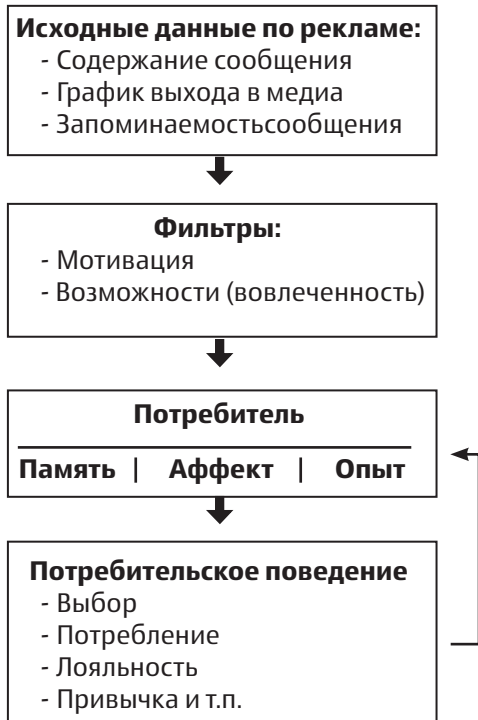 Исходные данные по рекламе:
- Содержание сообщения
- График выхода в медиа
- Запоминаемостьсообщения
Фильтры:
- Мотивация
- Возможности (вовлеченность)
Потребитель
Память | Аффект | Опыт
Потребительское поведение
- Выбор
- Потребление
- Лояльность
- Привычка и т.п.